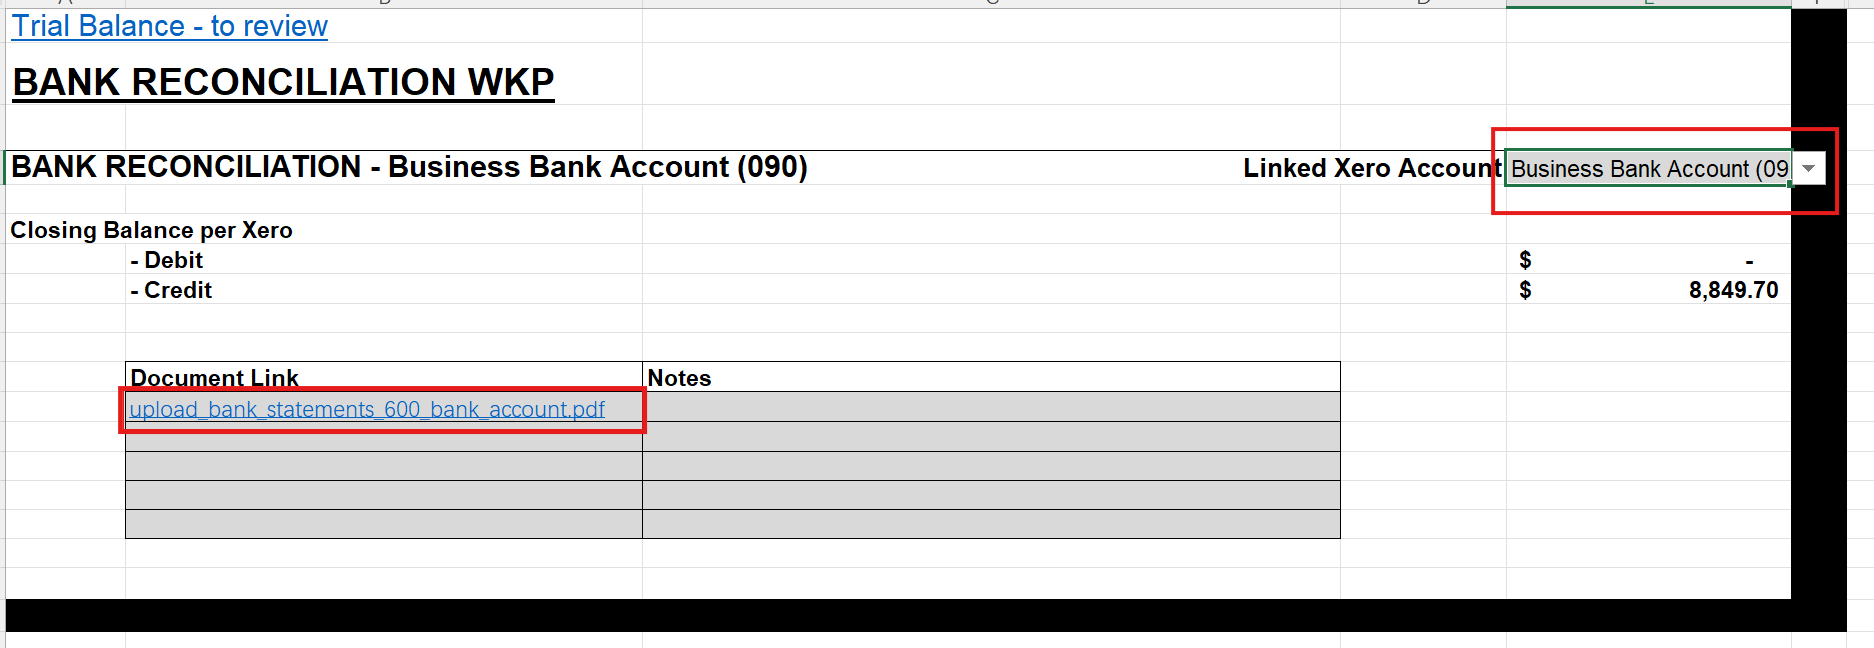 Trial Balance - to review
BANK RECONCILIATION WKP
BANK RECONCILIATION - Business Bank Account (090) Linked Xero Account Business Bank Account (09
Closing Balance per Xero
- Debit $ -
- Credit $ 8,849.70
Document Link Notes
upload_bank_statements_600_bank_account.pdf